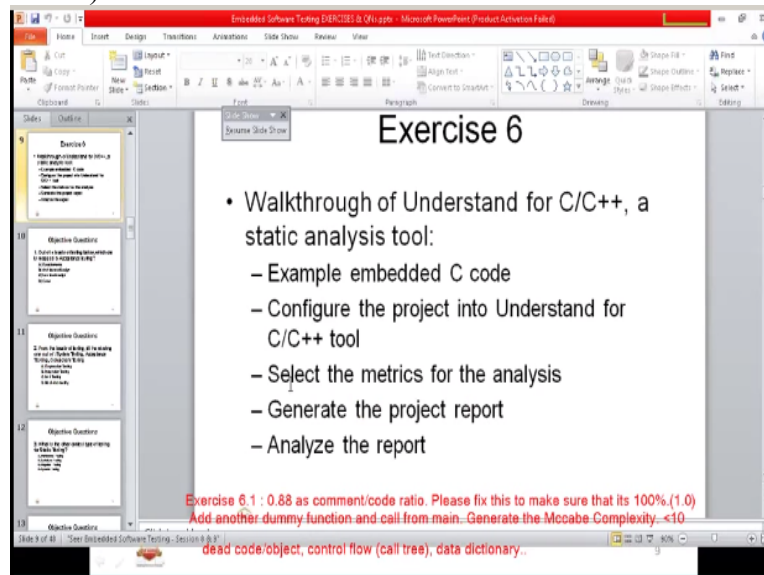 Embedded Software Testing EXERCISES & QNs.pptx - Microsoft PowerPoint (Product Activation Failed)
File Home Insert Design Transitions Animations Slide Show Review View
Cut
Copy
Format Painter
Paste
Clipboard
New Slide
Layout
Reset
Section
Slides
Font
Paragraph
Text Direction
Align Text
Convert to SmartArt
Arrange
Quick Styles
Shape Fill
Shape Outline
Shape Effects
Drawing
Find
Replace
Select
Editing
Slides Outline
Slide Show
Resume Slide Show
9
Exercise 6
10
Objective Questions
11
Objective Questions
12
Objective Questions
13
Objective Questions
Exercise 6
• Walkthrough of Understand for C/C++, a
static analysis tool:
– Example embedded C code
– Configure the project into Understand for
C/C++ tool
– Select the metrics for the analysis
– Generate the project report
– Analyze the report
Exercise 6.1 : 0.88 as comment/code ratio. Please fix this to make sure that its 100%.(1.0)
Add another dummy function and call from main. Generate the Mccabe Complexity. <10
dead code/object, control flow (call tree), data dictionary..
Slide 9 of 48
90%
9